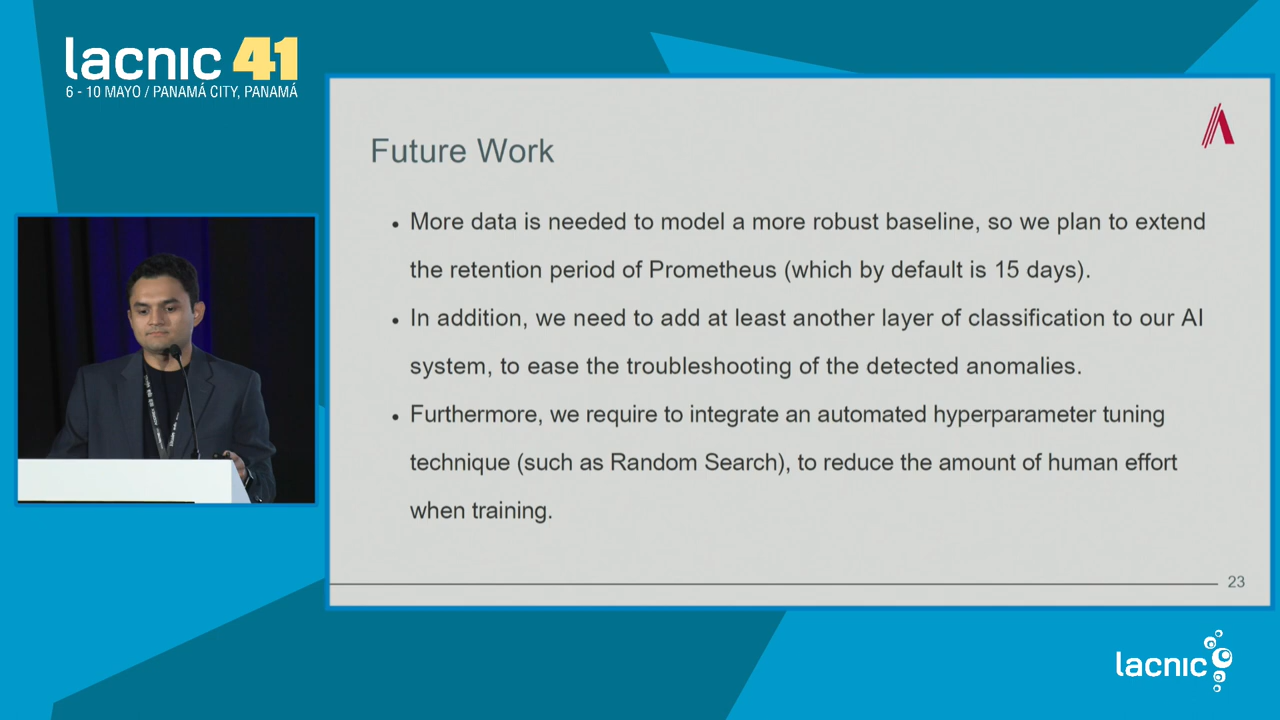 lacnic 41
6 - 10 MAYO / PANAMÁ CITY, PANAMÁ
Future Work
• More data is needed to model a more robust baseline, so we plan to extend
the retention period of Prometheus (which by default is 15 days).
• In addition, we need to add at least another layer of classification to our AI
system, to ease the troubleshooting of the detected anomalies.
• Furthermore, we require to integrate an automated hyperparameter tuning
technique (such as Random Search), to reduce the amount of human effort
when training.
23
lacnic